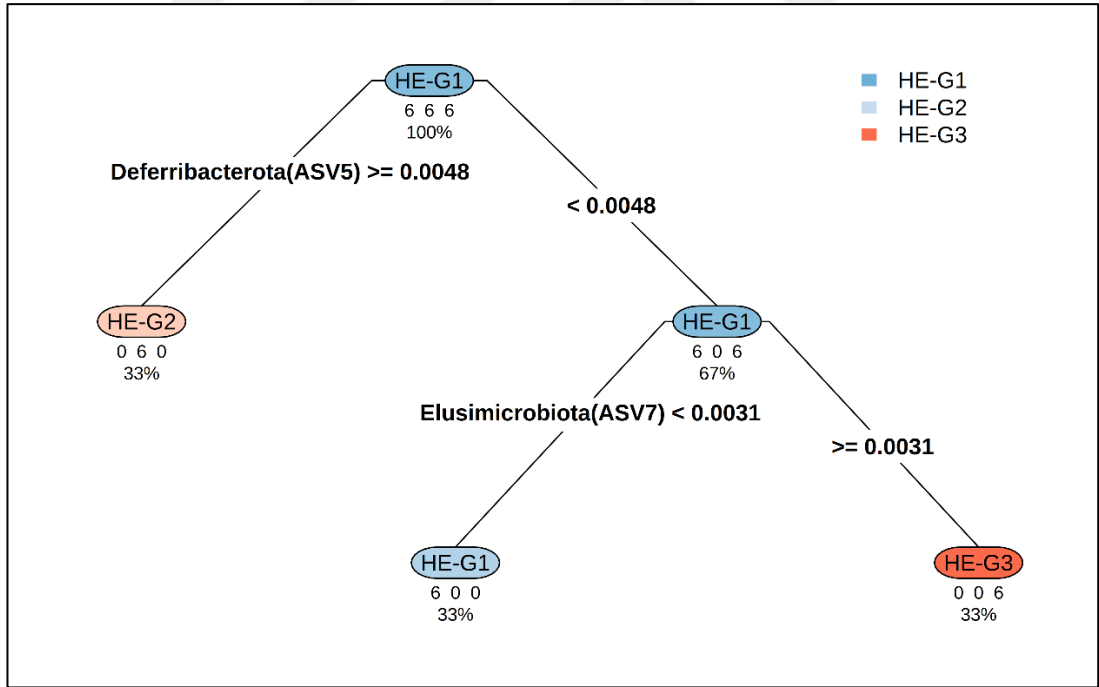 HE-G1
6 6 6
100%
HE-G1
HE-G2
HE-G3
Deferribacterota(ASV5) >= 0.0048
< 0.0048
HE-G2
0 6 0
33%
HE-G1
6 0 6
67%
Elusimicrobiota(ASV7) < 0.0031
>= 0.0031
HE-G1
6 0 0
33%
HE-G3
0 0 6
33%